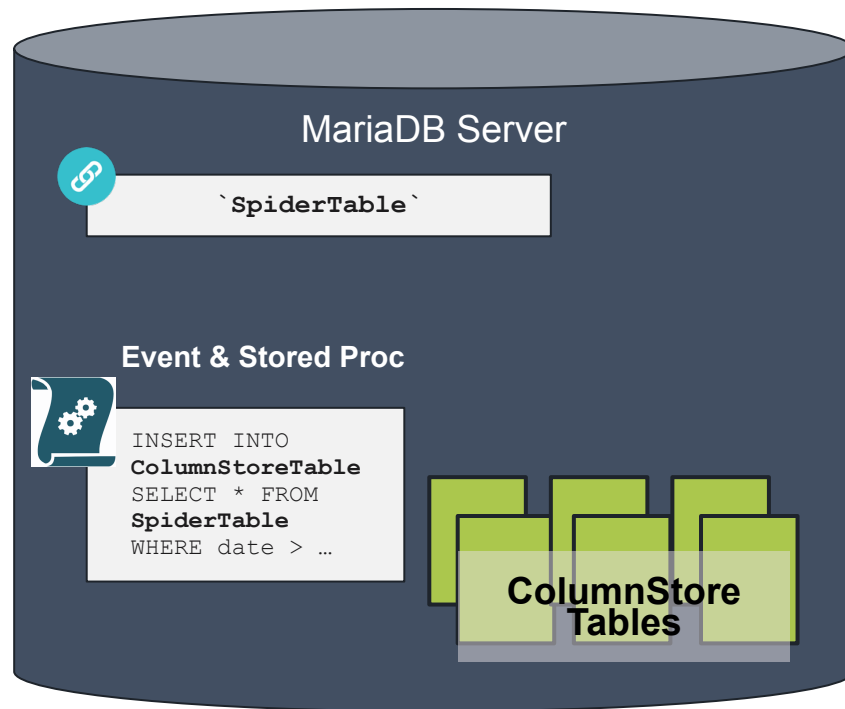 MariaDB Server
`SpiderTable`
Event & Stored Proc
INSERT INTO
ColumnStoreTable
SELECT * FROM
SpiderTable
WHERE date > …
ColumnStore
Tables